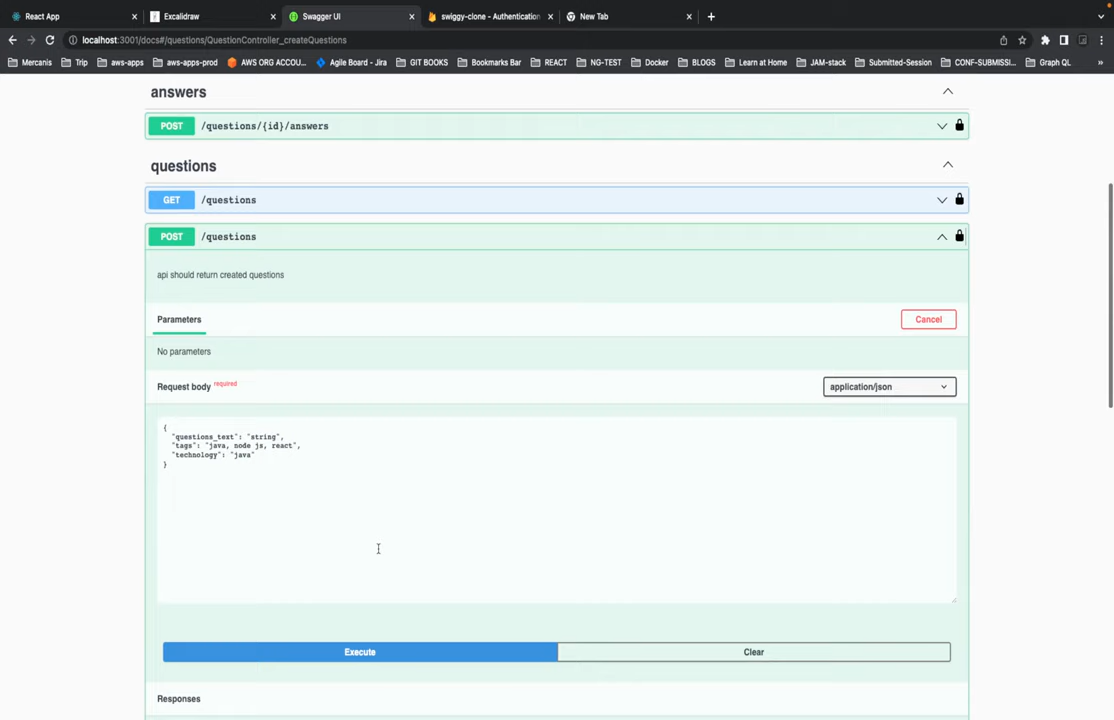 React App
Excalidraw
Swagger UI
swiggy-clone - Authentication
New Tab
localhost:3001/docs#/questions/QuestionController_createQuestions
Mercanis
Trip
aws-apps
aws-apps-prod
AWS ORG ACCOU...
Agile Board - Jira
GIT BOOKS
Bookmarks Bar
REACT
NG-TEST
Docker
BLOGS
Learn at Home
JAM-stack
Submitted-Session
CONF-SUBMISSI...
Graph QL
»
answers
POST /questions/{id}/answers
questions
GET /questions
POST /questions
api should return created questions
Parameters
Cancel
No parameters
Request body required
application/json
{
"questions_text": "string",
"tags": "java, node js, react",
"technology": "java"
}
Execute
Clear
Responses